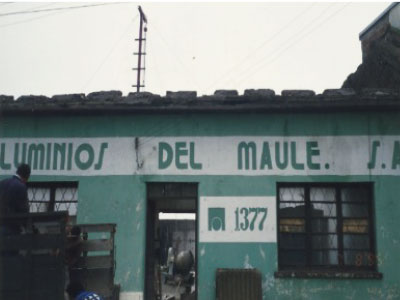 LUMINIOS DEL MAULE. S.A
1377